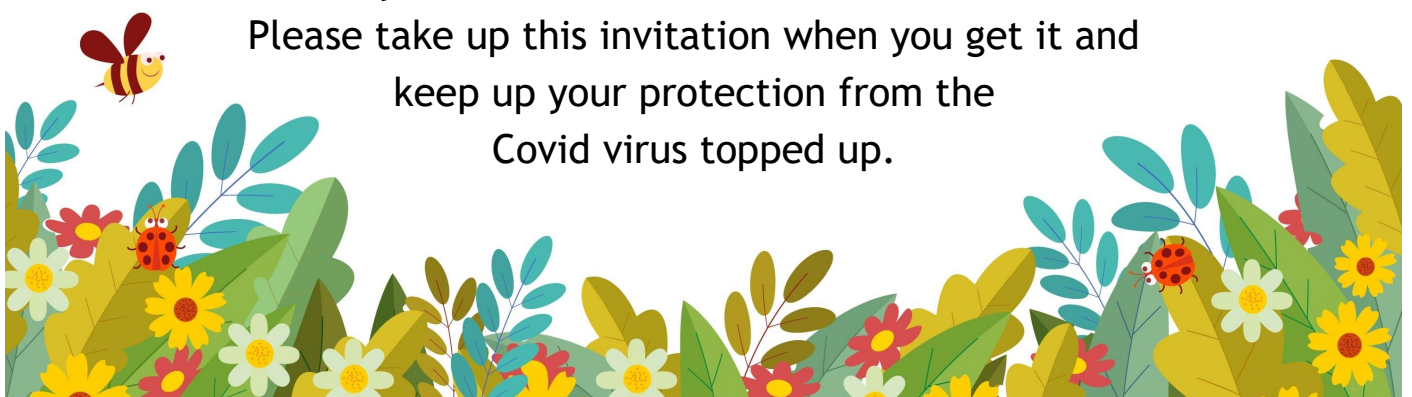 Please take up this invitation when you get it and
keep up your protection from the
Covid virus topped up.